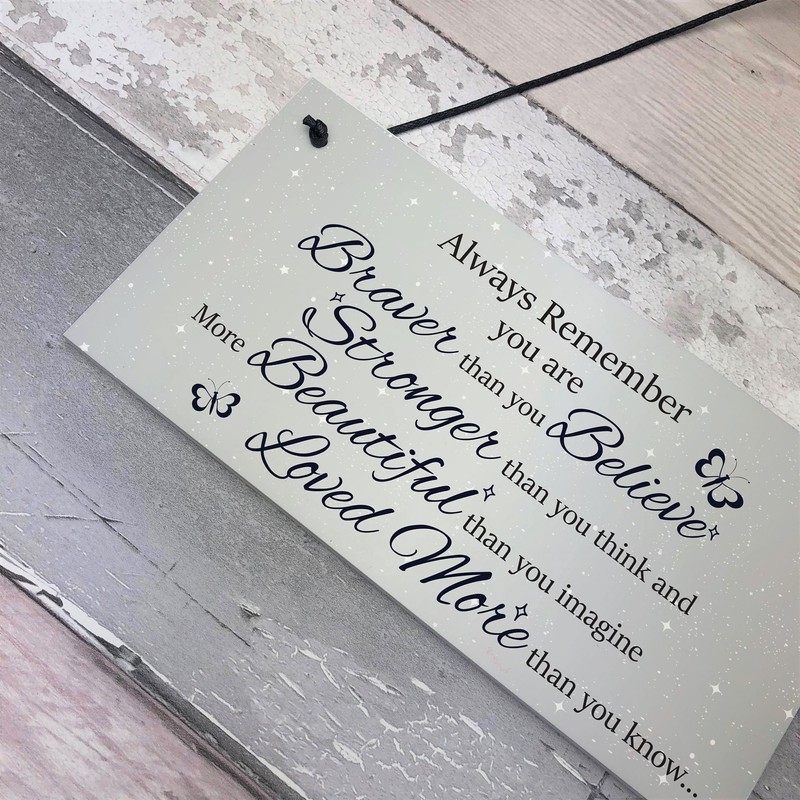 Always Remember
you are
Braver than you Believe
Stronger than you think and
More Beautiful than you imagine
Loved More than you know...